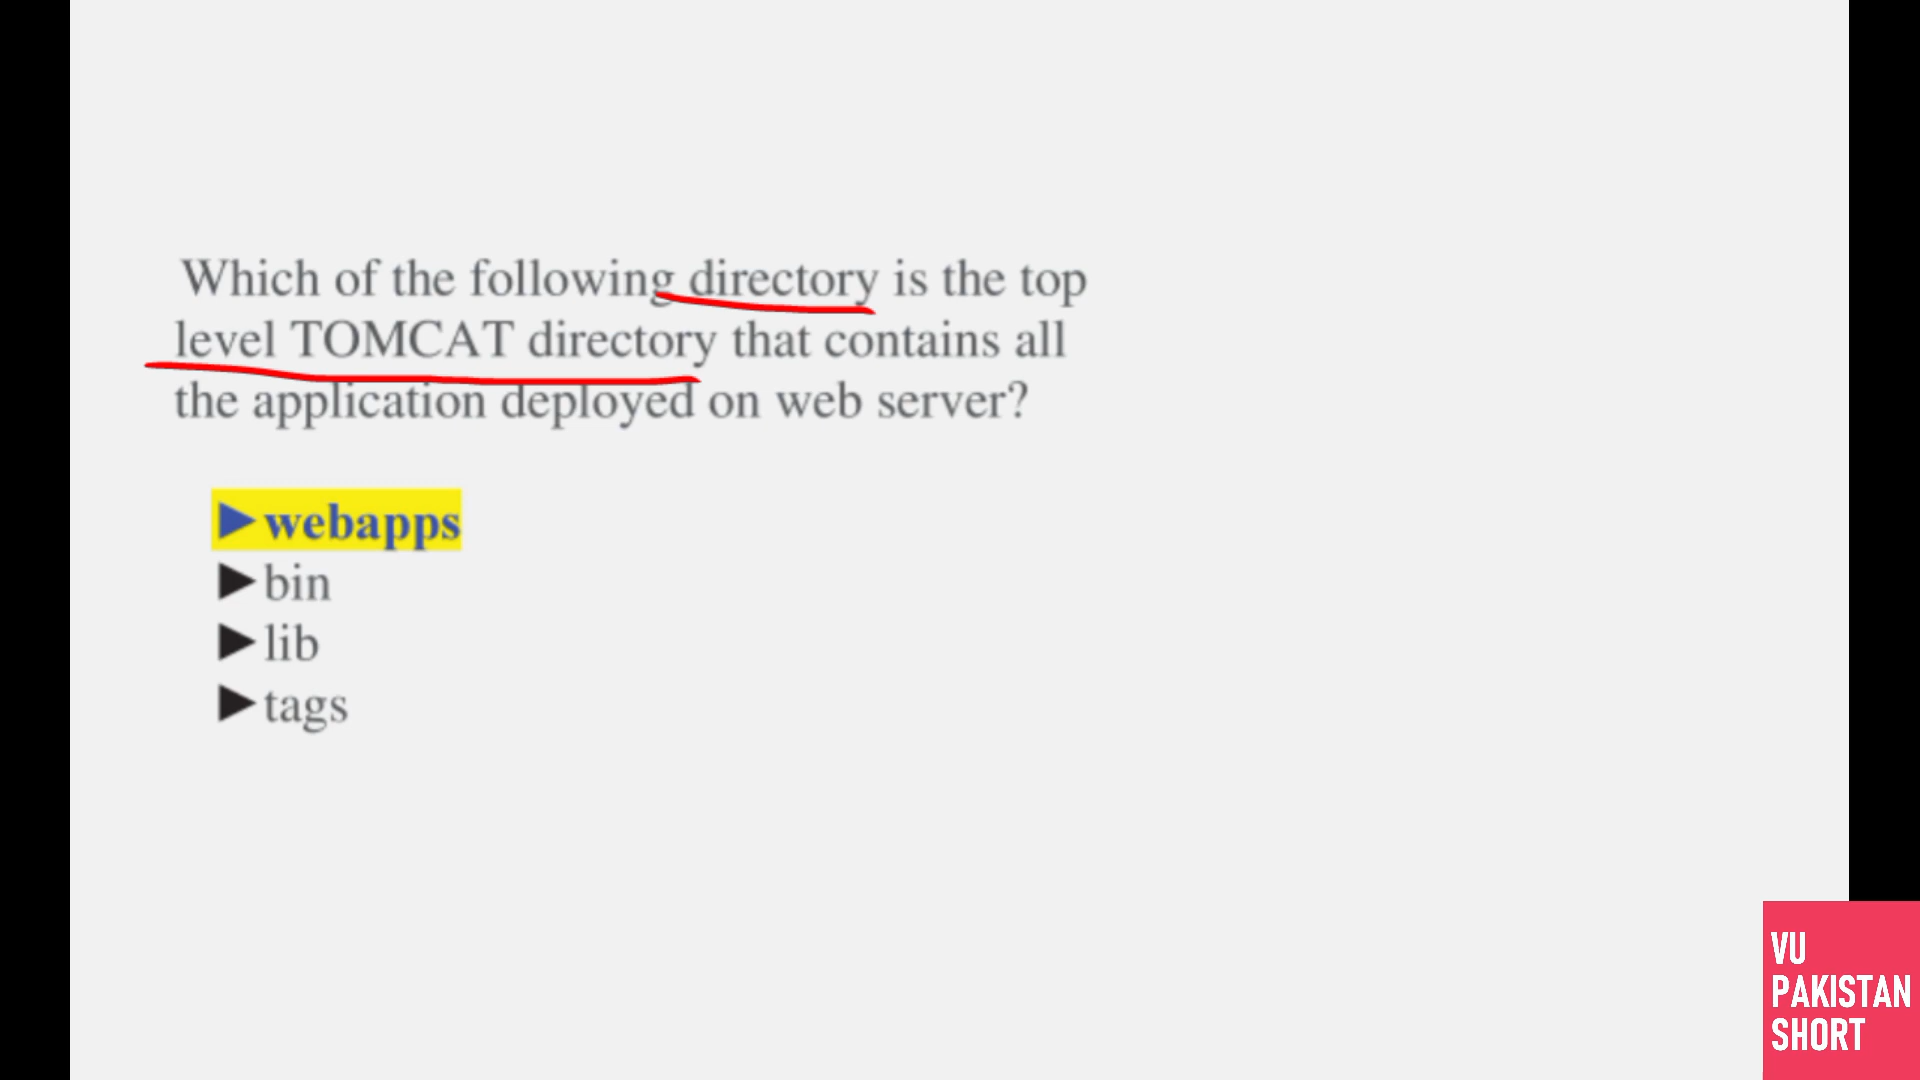 Which of the following directory is the top
level TOMCAT directory that contains all
the application deployed on web server?
►webapps
►bin
►lib
►tags
VU
PAKISTAN
SHORT